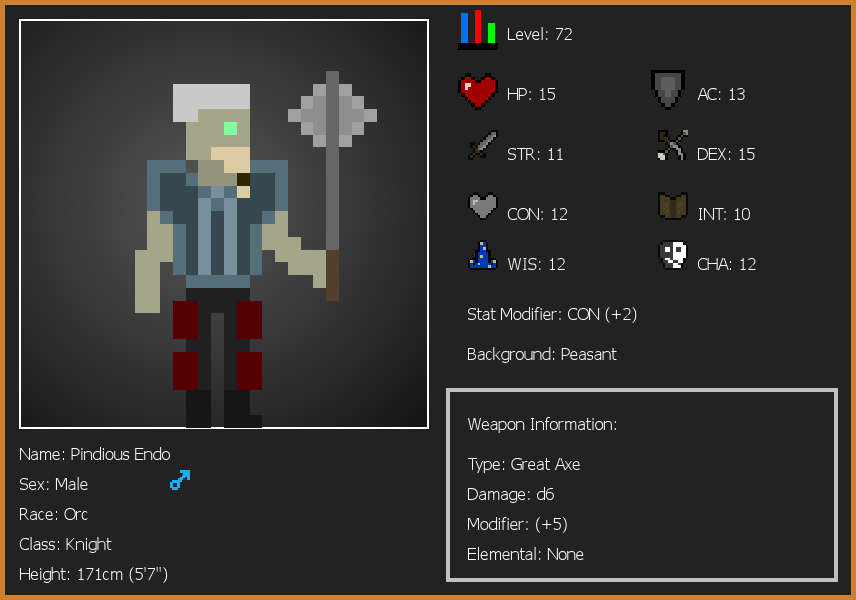 Level: 72
HP: 15
AC: 13
STR: 11
DEX: 15
CON: 12
INT: 10
WIS: 12
CHA: 12
Stat Modifier: CON (+2)
Background: Peasant
Weapon Information:
Type: Great Axe
Damage: d6
Modifier: (+5)
Elemental: None
Name: Pindious Endo
Sex: Male
Race: Orc
Class: Knight
Height: 171cm (5'7")